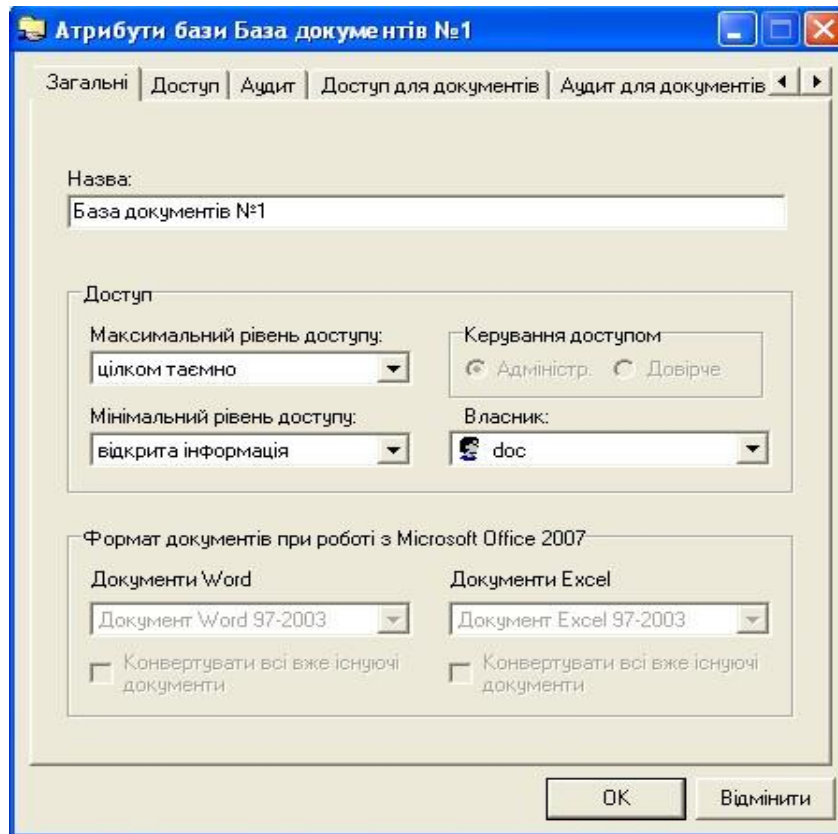 Атрибути бази База документів №1
Загальні Доступ Аудит Доступ для документів Аудит для документів
Назва:
База документів №1
Доступ
Максимальний рівень доступу: Керування доступом
цілком таємно Адміністр. Довірче
Мінімальний рівень доступу: Власник:
відкрита інформація doc
Формат документів при роботі з Microsoft Office 2007
Документи Word Документи Excel
Документ Word 97-2003 Документ Excel 97-2003
Конвертувати всі вже існуючі Конвертувати всі вже існуючі
документи документи
OK Відмінити